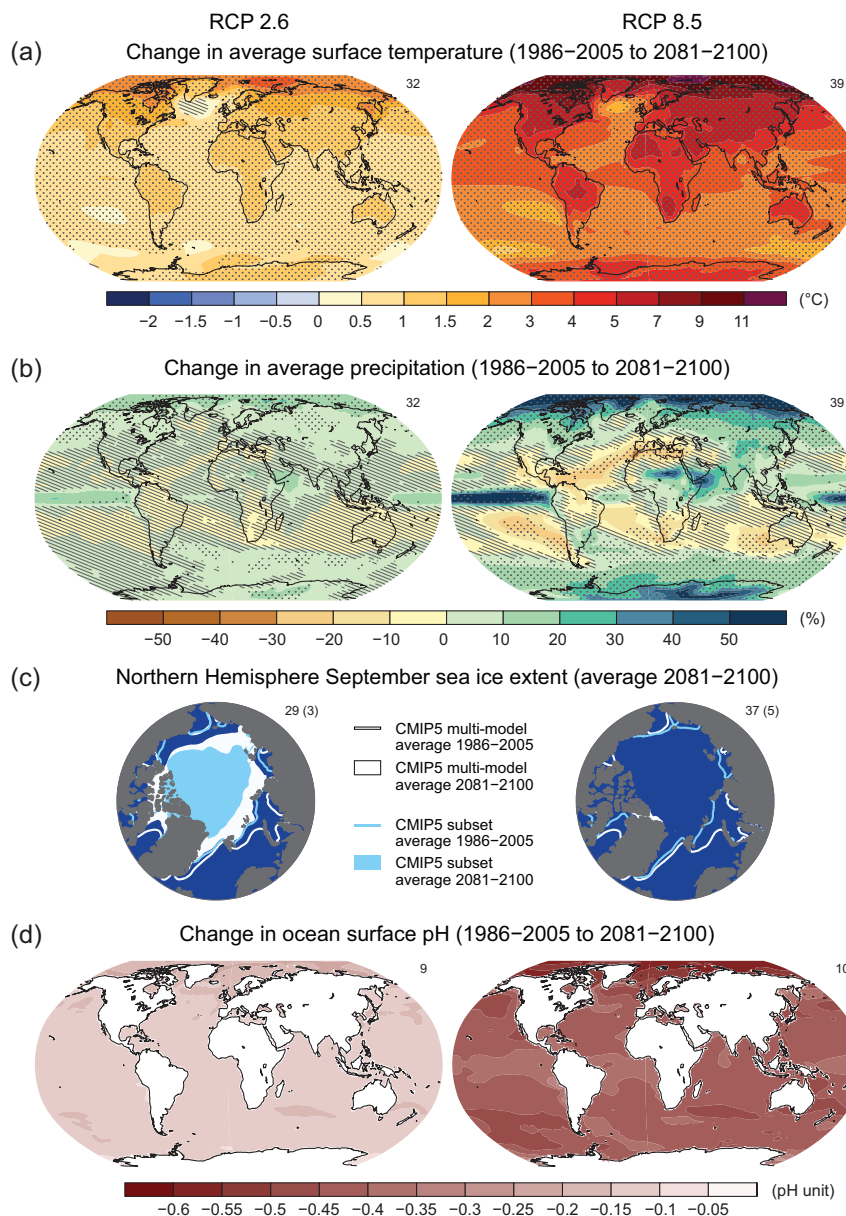 RCP 2.6 RCP 8.5
(a) Change in average surface temperature (1986−2005 to 2081−2100)
32 39
−2 −1.5 −1 −0.5 0 0.5 1 1.5 2 3 4 5 7 9 11 (°C)
(b) Change in average precipitation (1986−2005 to 2081−2100)
32 39
−50 −40 −30 −20 −10 0 10 20 30 40 50 (%)
(c) Northern Hemisphere September sea ice extent (average 2081−2100)
29 (3) 37 (5)
CMIP5 multi-model
average 1986−2005
CMIP5 multi-model
average 2081−2100
CMIP5 subset
average 1986−2005
CMIP5 subset
average 2081−2100
(d) Change in ocean surface pH (1986−2005 to 2081−2100)
9 10
−0.6 −0.55 −0.5 −0.45 −0.4 −0.35 −0.3 −0.25 −0.2 −0.15 −0.1 −0.05 (pH unit)